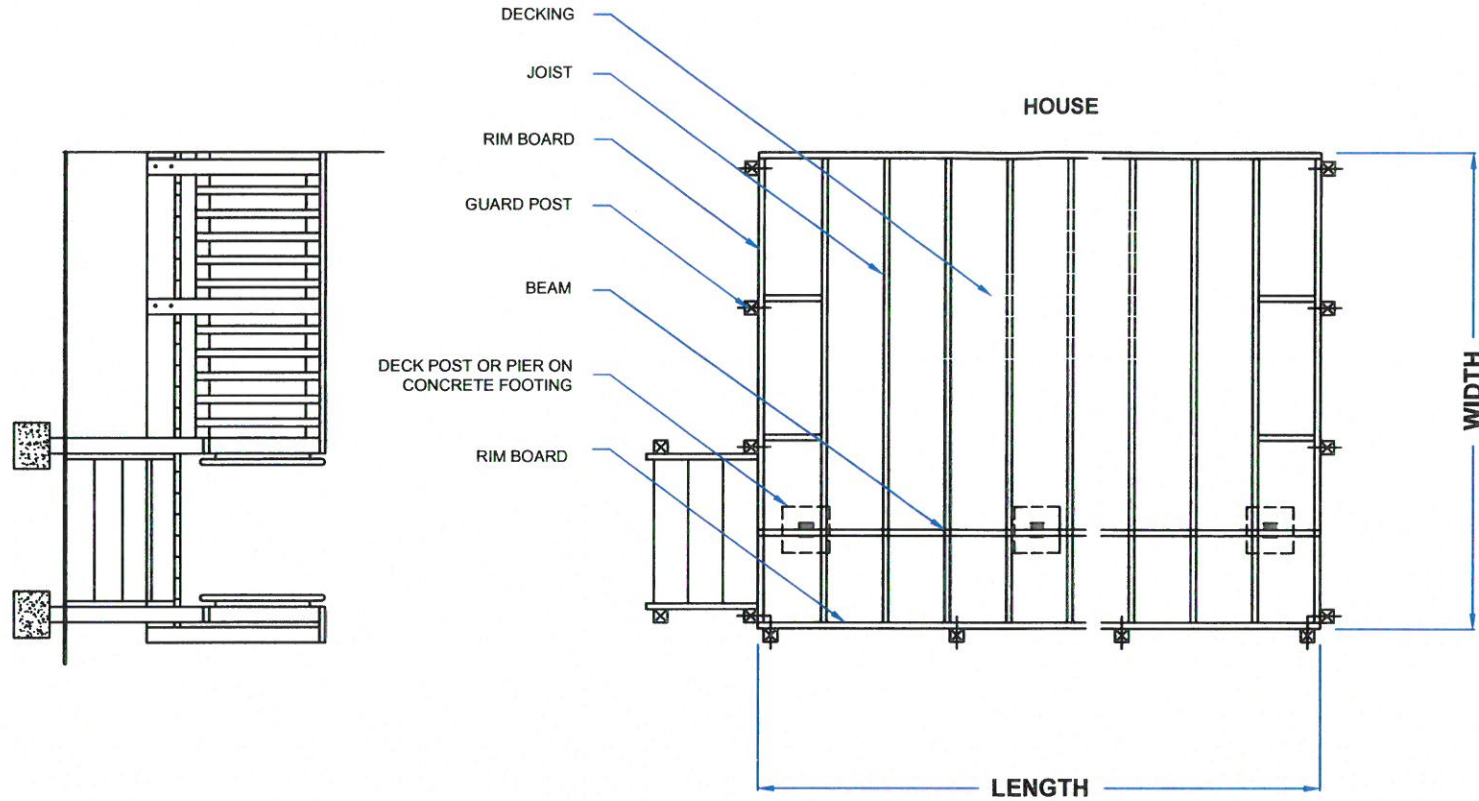 DECKING
JOIST
HOUSE
RIM BOARD
GUARD POST
BEAM
DECK POST OR PIER ON
CONCRETE FOOTING
RIM BOARD
WIDTH
LENGTH